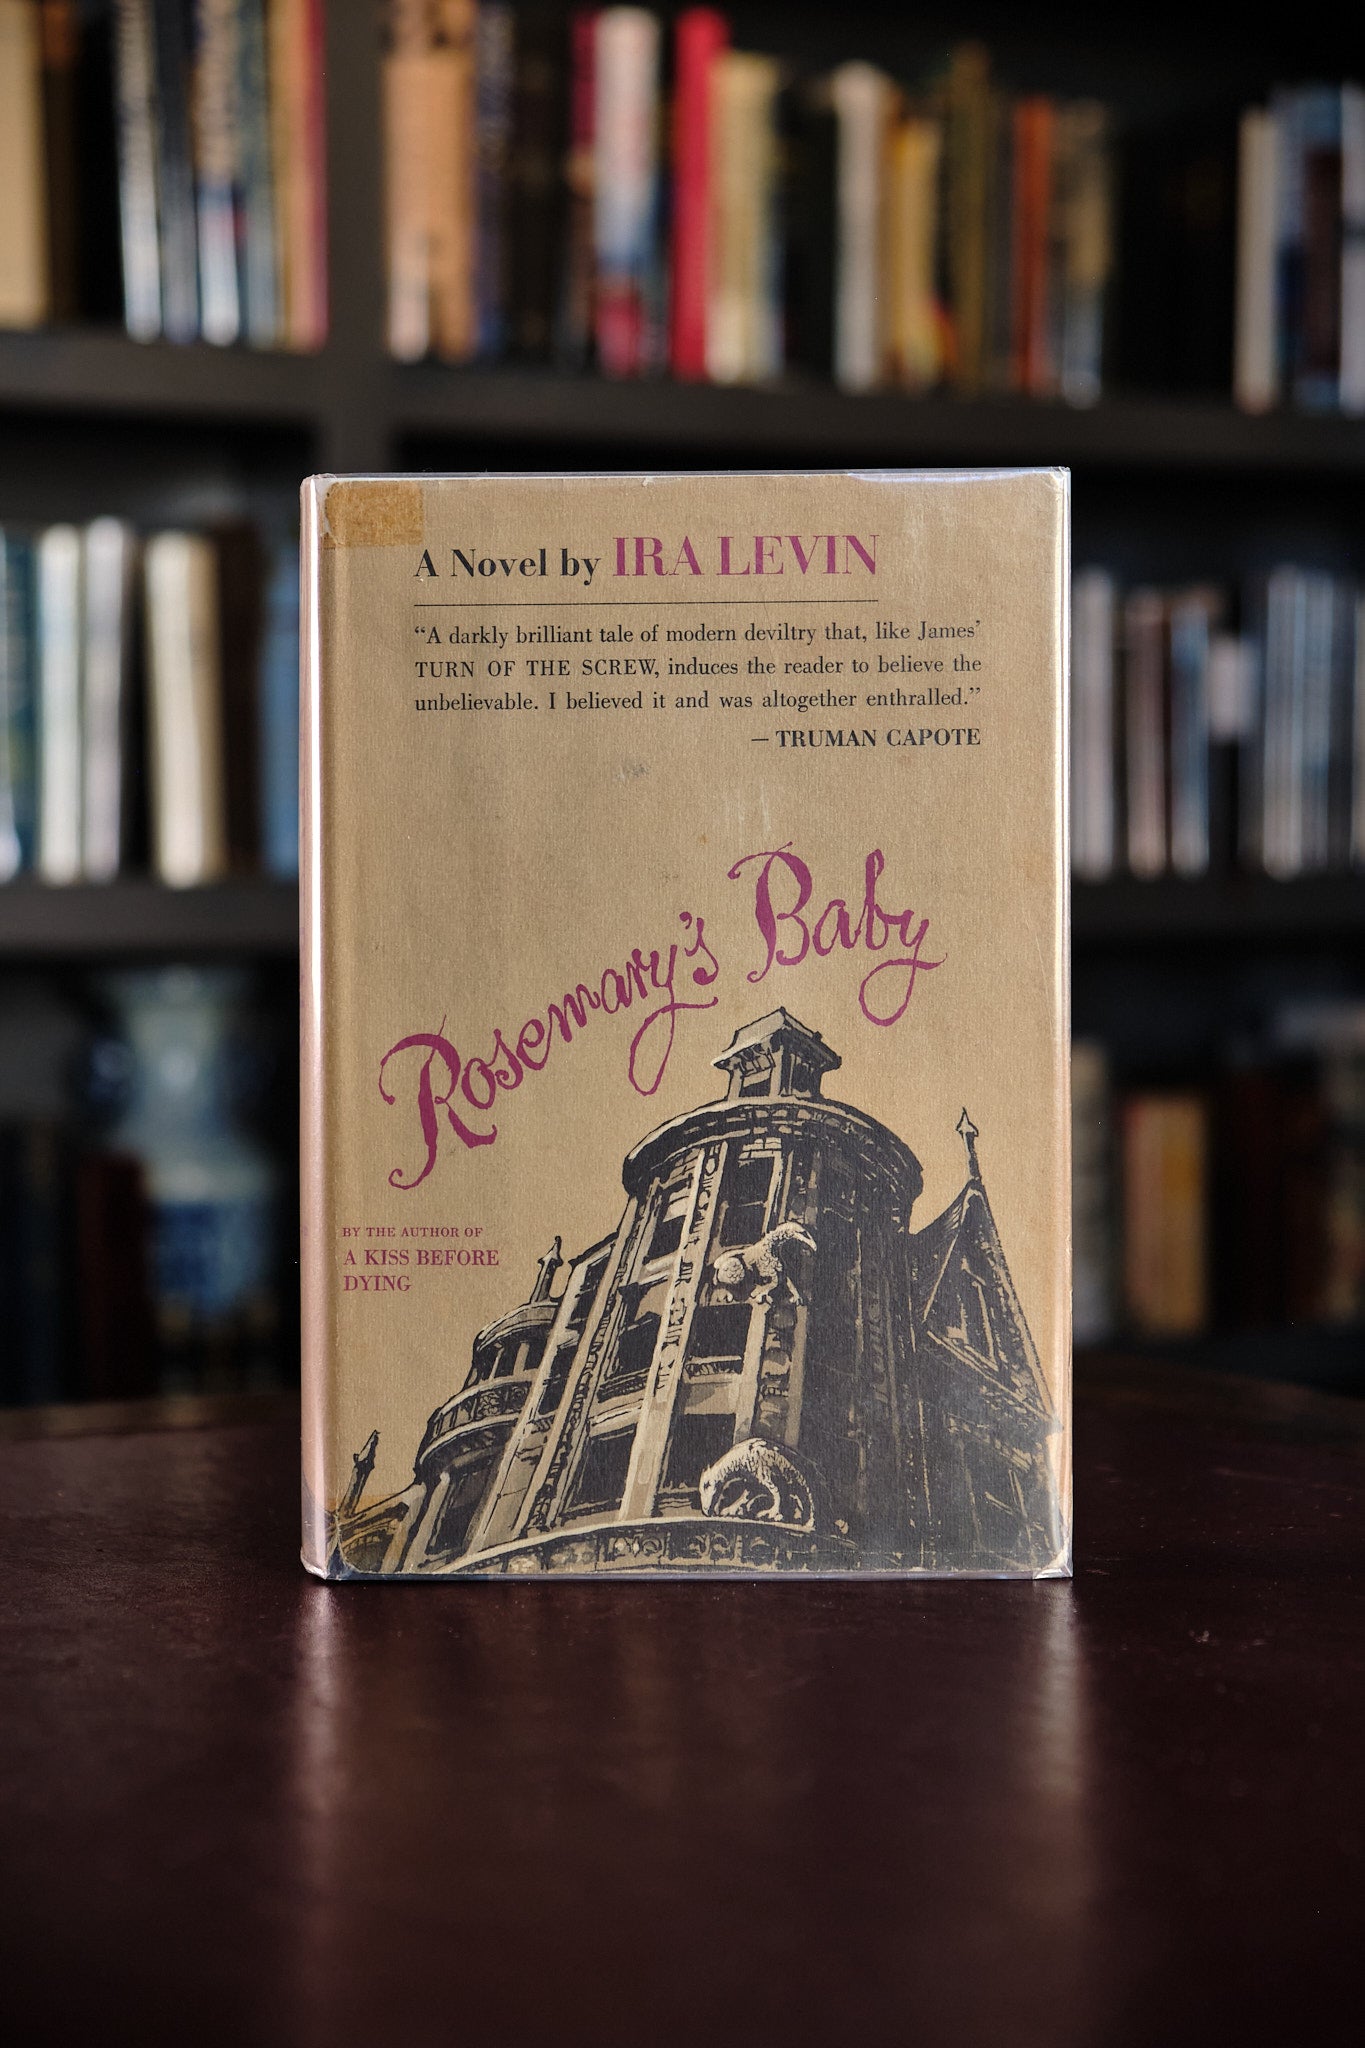 A Novel by IRA LEVIN
“A darkly brilliant tale of modern deviltry that, like James’
TURN OF THE SCREW, induces the reader to believe the
unbelievable. I believed it and was altogether enthralled.”
— TRUMAN CAPOTE
Rosemary’s Baby
BY THE AUTHOR OF
A KISS BEFORE
DYING